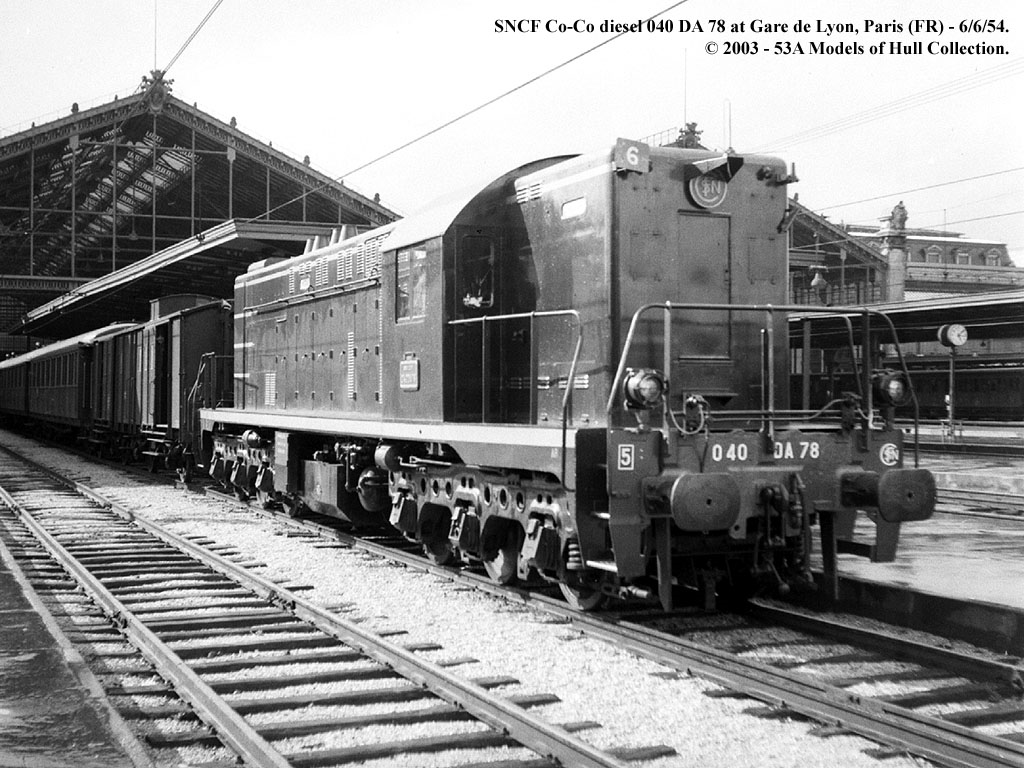 SNCF Co-Co diesel 040 DA 78 at Gare de Lyon, Paris (FR) - 6/6/54.
© 2003 - 53A Models of Hull Collection.
6
5
040 DA 78